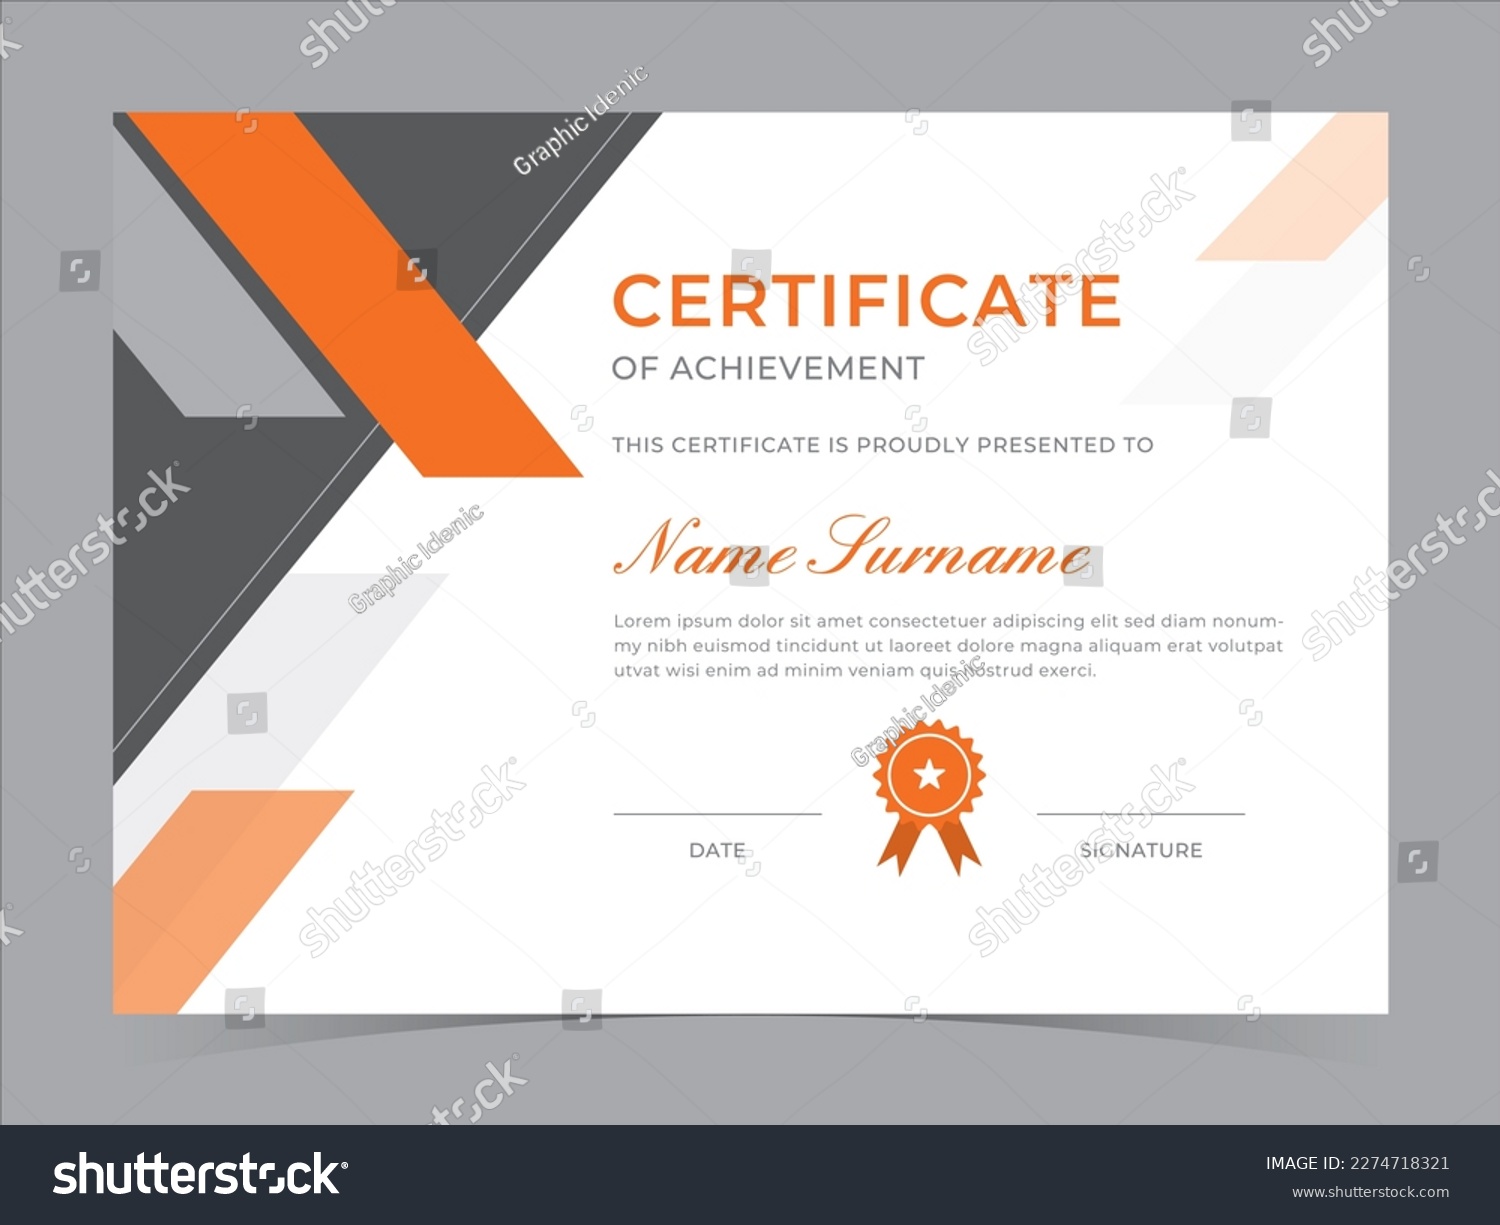 Graphic Idenic
CERTIFICATE
OF ACHIEVEMENT
THIS CERTIFICATE IS PROUDLY PRESENTED TO
Name Surname
Graphic Idenic
Lorem ipsum dolor sit amet consectetuer adipiscing elit sed diam nonum-
my nibh euismod tincidunt ut laoreet dolore magna aliquam erat volutpat
utvat wisi enim ad minim veniam quis nostrud exerci.
Graphic Idenic
DATE
SIGNATURE
shutterstock
shutterstock
shutterstock
shutterstock
shutterstock
shutterstock®
IMAGE ID: 2274718321
www.shutterstock.com